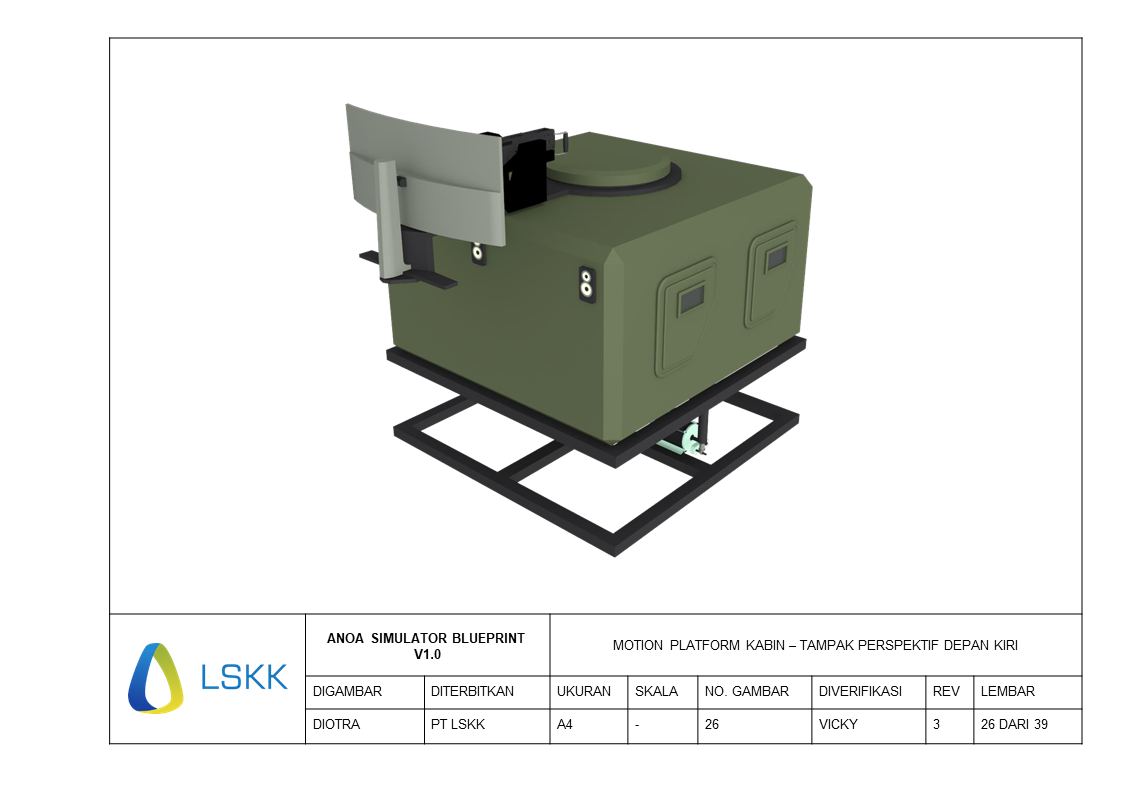 LSKK
ANOA SIMULATOR BLUEPRINT
V1.0
MOTION PLATFORM KABIN – TAMPAK PERSPEKTIF DEPAN KIRI
DIGAMBAR DITERBITKAN UKURAN SKALA NO. GAMBAR DIVERIFIKASI REV LEMBAR
DIOTRA PT LSKK A4 - 26 VICKY 3 26 DARI 39